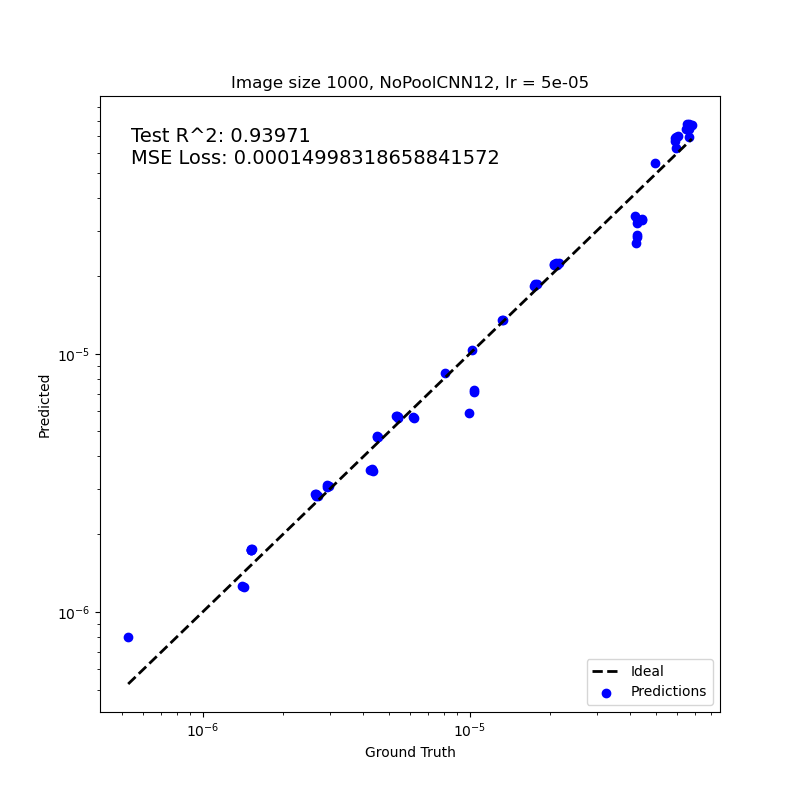 Image size 1000, NoPoolCNN12, lr = 5e-05
Test R^2: 0.93971
MSE Loss: 0.00014998318658841572
10⁻⁵
Predicted
10⁻⁶
Ideal
Predictions
10⁻⁶ 10⁻⁵
Ground Truth